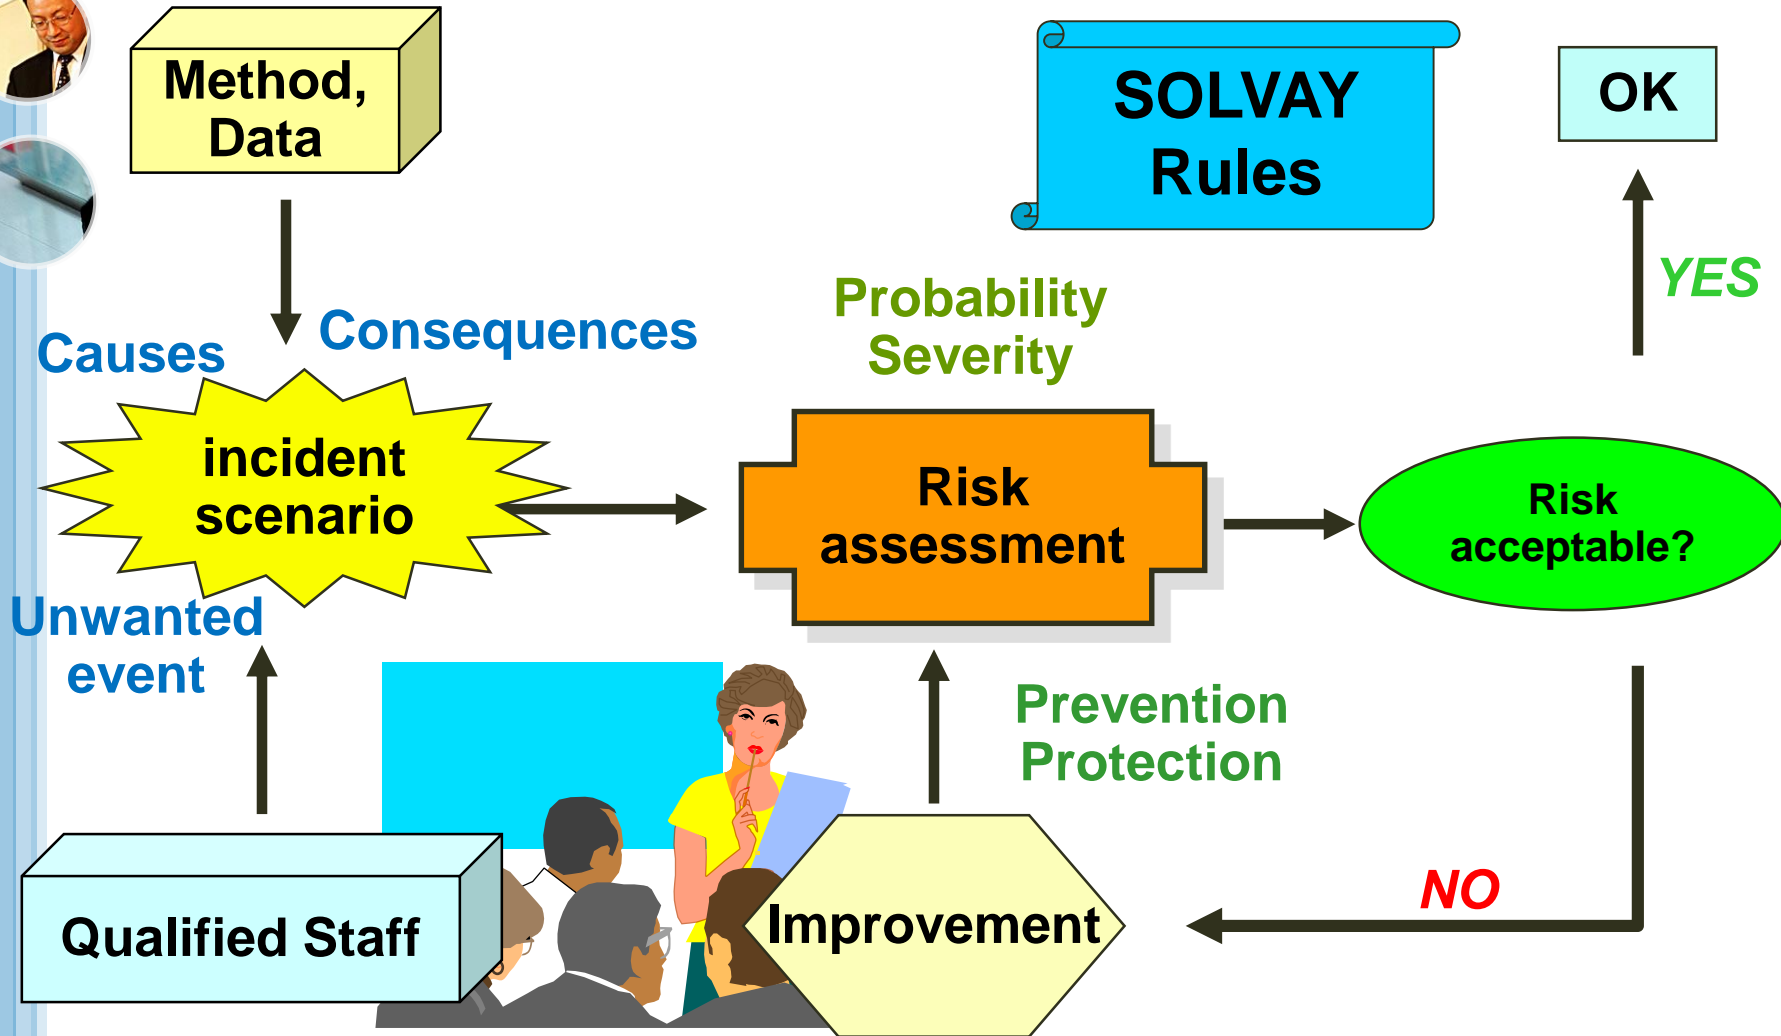 Method,
Data
SOLVAY
Rules
OK
YES
Probability
Severity
Causes
Consequences
incident
scenario
Risk
assessment
Risk
acceptable?
Unwanted
event
Prevention
Protection
Qualified Staff
Improvement
NO